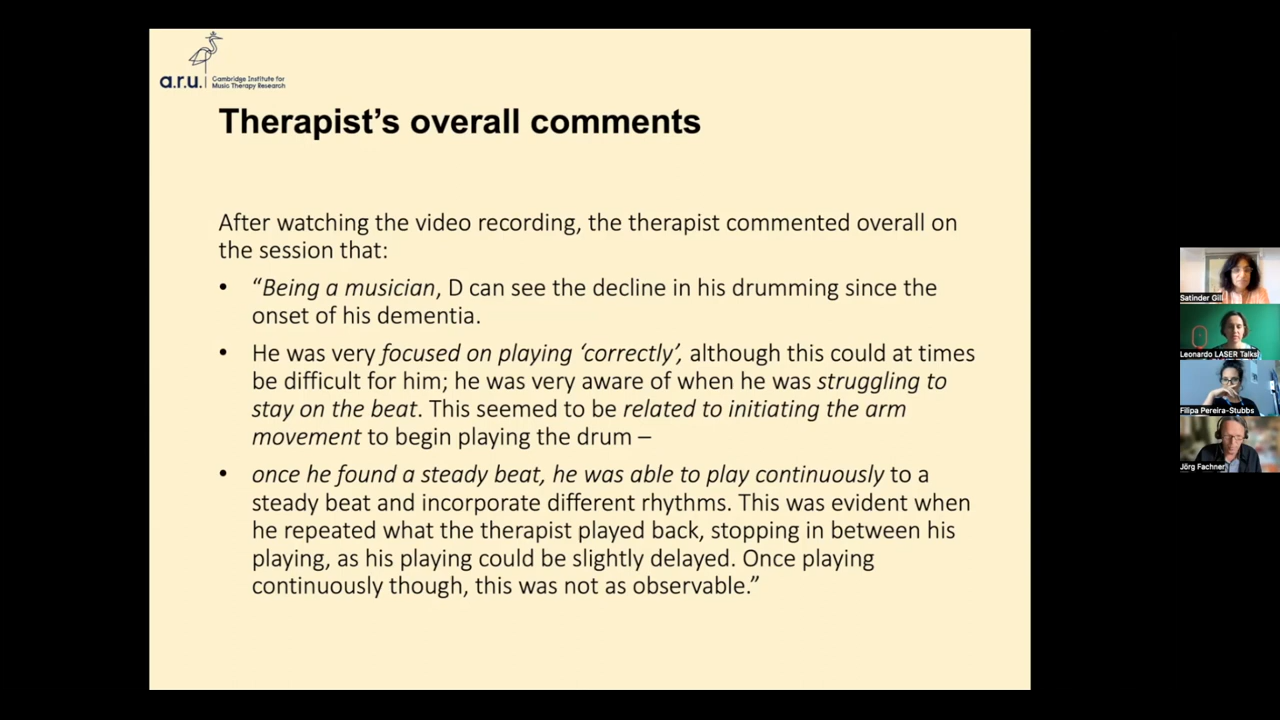 a.r.u.
Cambridge Institute for
Music Therapy Research
Therapist’s overall comments
After watching the video recording, the therapist commented overall on
the session that:
• “Being a musician, D can see the decline in his drumming since the
onset of his dementia.
• He was very focused on playing ‘correctly’, although this could at times
be difficult for him; he was very aware of when he was struggling to
stay on the beat. This seemed to be related to initiating the arm
movement to begin playing the drum –
• once he found a steady beat, he was able to play continuously to a
steady beat and incorporate different rhythms. This was evident when
he repeated what the therapist played back, stopping in between his
playing, as his playing could be slightly delayed. Once playing
continuously though, this was not as observable.”
Satinder Gill
Leonardo LASER Talks
Filipa Pereira-Stubbs
Jörg Fachner